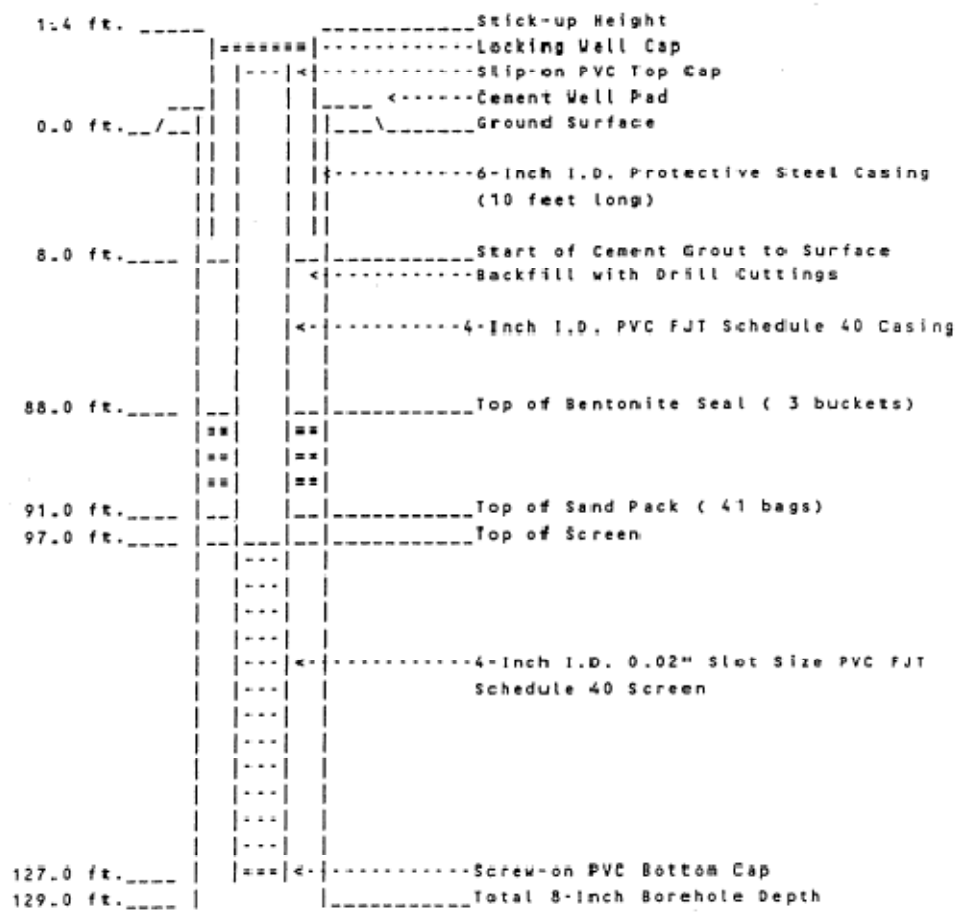 1.4 ft. Stick-up Height
Locking Well Cap
Slip-on PVC Top Cap
Cement Well Pad
0.0 ft. Ground Surface
6-Inch I.D. Protective Steel Casing
(10 feet long)
8.0 ft. Start of Cement Grout to Surface
Backfill with Drill Cuttings
4-Inch I.D. PVC FJT Schedule 40 Casing
88.0 ft. Top of Bentonite Seal ( 3 buckets)
91.0 ft. Top of Sand Pack ( 41 bags)
97.0 ft. Top of Screen
4-Inch I.D. 0.02" Slot Size PVC FJT
Schedule 40 Screen
127.0 ft. Screw-on PVC Bottom Cap
129.0 ft. Total 8-Inch Borehole Depth